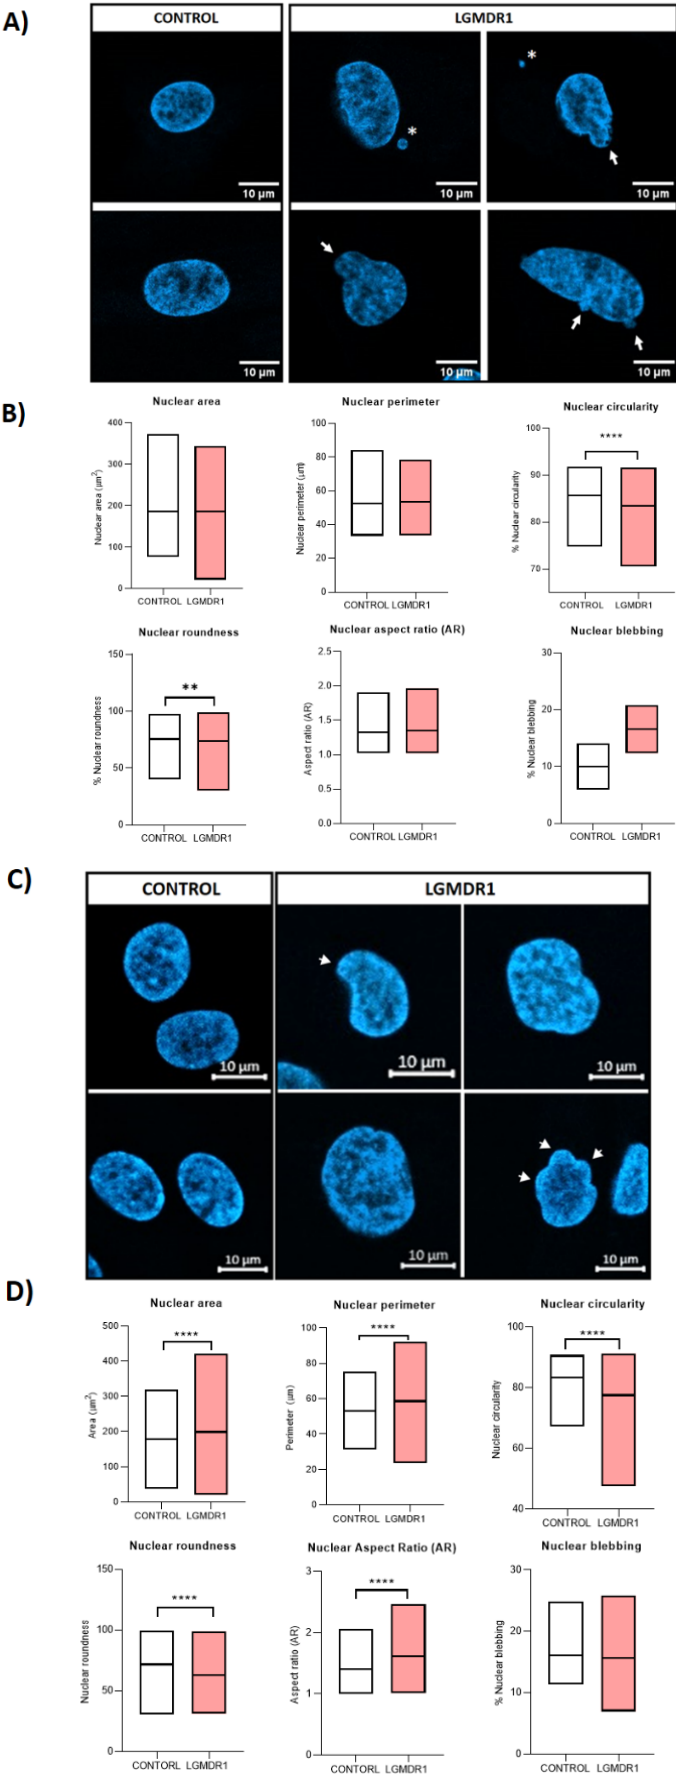 A)
CONTROL
LGMDR1
*
*
10 µm
10 µm
10 µm
10 µm
10 µm
10 µm
B)
Nuclear area
Nuclear area (µm²)
400
300
200
100
0
CONTROL LGMDR1
Nuclear perimeter
Nuclear perimeter (µm)
100
80
60
40
20
0
CONTROL LGMDR1
Nuclear circularity
% Nuclear circularity
100
90
80
70
****
CONTROL LGMDR1
Nuclear roundness
% Nuclear roundness
150
100
50
0
**
CONTROL LGMDR1
Nuclear aspect ratio (AR)
Aspect ratio (AR)
2.5
2.0
1.5
1.0
0.5
0.0
CONTROL LGMDR1
Nuclear blebbing
% Nuclear blebbing
30
20
10
0
CONTROL LGMDR1
C)
CONTROL
LGMDR1
10 µm
10 µm
10 µm
10 µm
10 µm
10 µm
D)
Nuclear area
Area (µm²)
500
400
300
200
100
0
****
CONTROL LGMDR1
Nuclear perimeter
Perimeter (µm)
100
80
60
40
20
0
****
CONTROL LGMDR1
Nuclear circularity
Nuclear circularity
100
80
60
40
****
CONTROL LGMDR1
Nuclear roundness
Nuclear roundness
150
100
50
0
****
CONTORL LGMDR1
Nuclear Aspect Ratio (AR)
Aspect ratio (AR)
3
2
1
0
****
CONTROL LGMDR1
Nuclear blebbing
% Nuclear blebbing
30
20
10
0
CONTROL LGMDR1